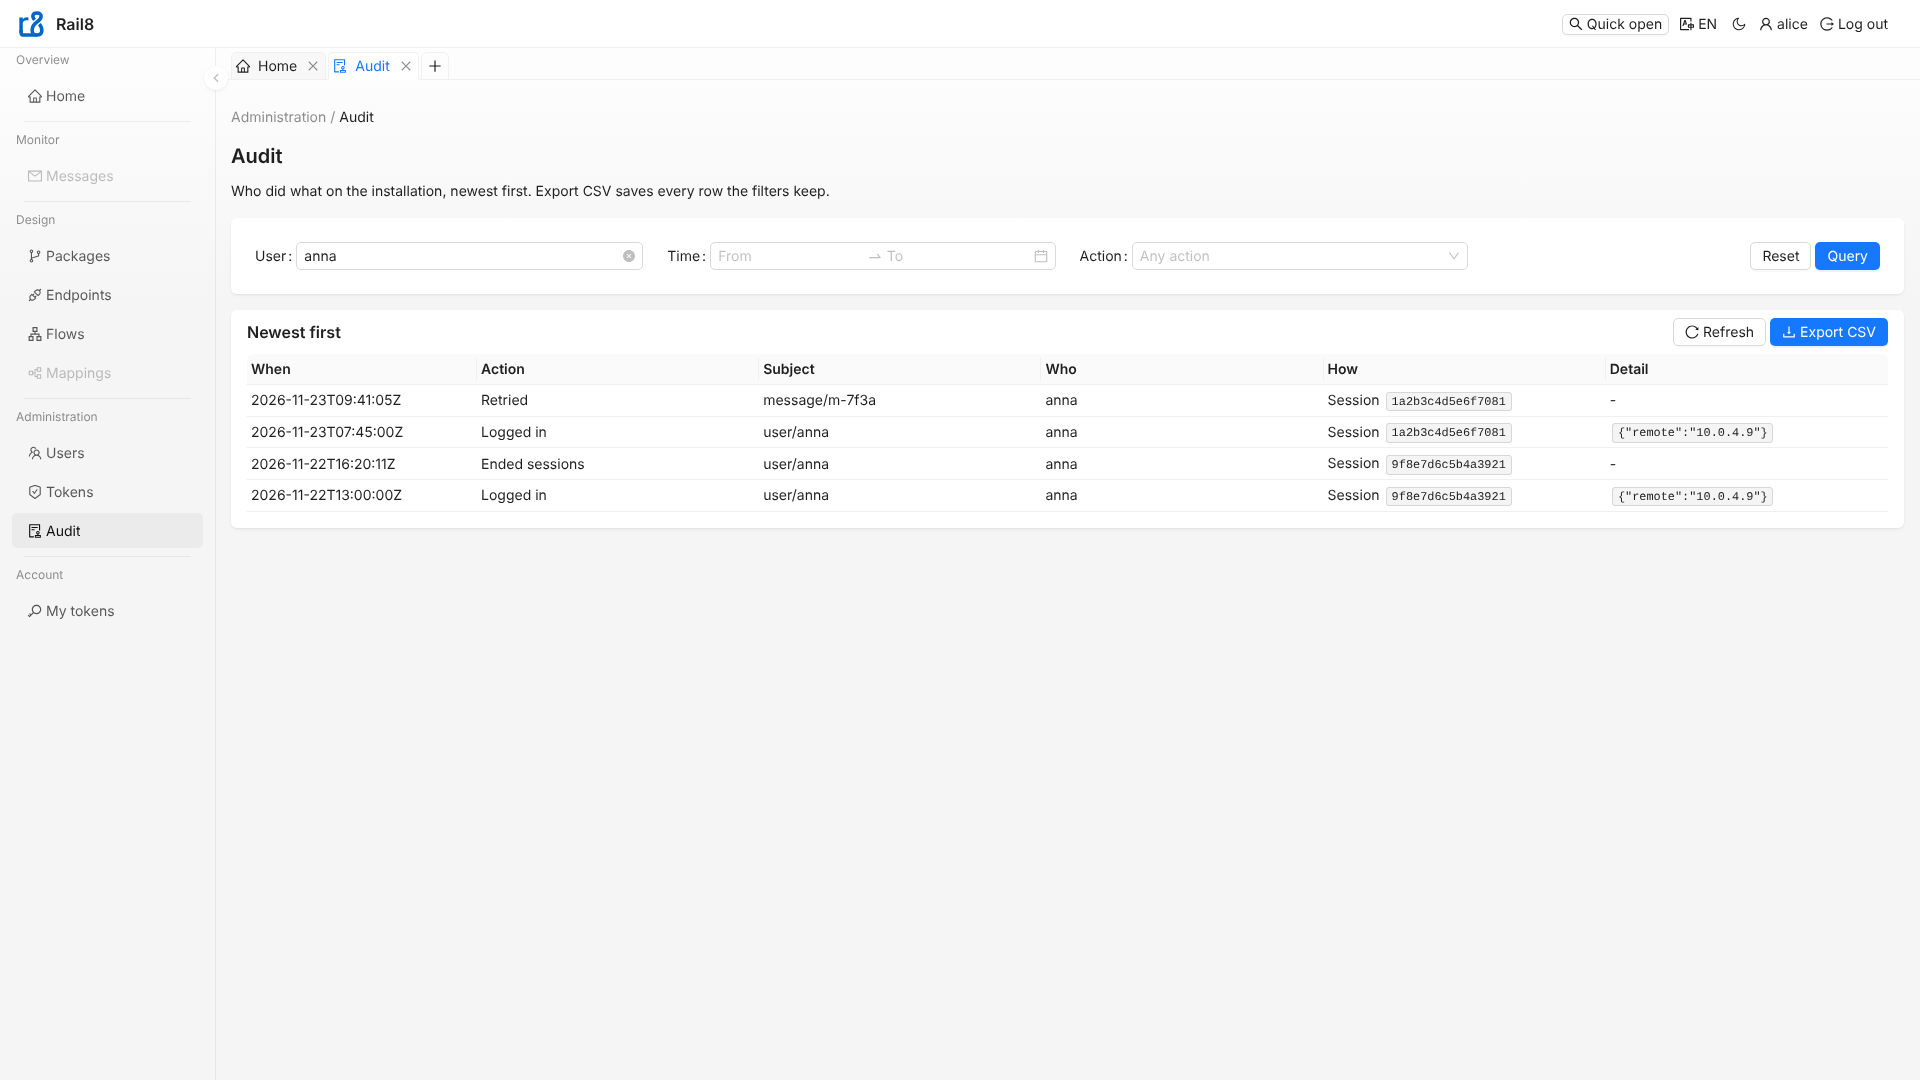 Rail8
Quick open EN alice Log out
Overview
Home
Monitor
Messages
Design
Packages
Endpoints
Flows
Mappings
Administration
Users
Tokens
Audit
Account
My tokens
Home Audit
Administration / Audit
Audit
Who did what on the installation, newest first. Export CSV saves every row the filters keep.
User: anna Time: From To Action: Any action Reset Query
Newest first Refresh Export CSV
When Action Subject Who How Detail
2026-11-23T09:41:05Z Retried message/m-7f3a anna Session 1a2b3c4d5e6f7081 -
2026-11-23T07:45:00Z Logged in user/anna anna Session 1a2b3c4d5e6f7081 {"remote":"10.0.4.9"}
2026-11-22T16:20:11Z Ended sessions user/anna anna Session 9f8e7d6c5b4a3921 -
2026-11-22T13:00:00Z Logged in user/anna anna Session 9f8e7d6c5b4a3921 {"remote":"10.0.4.9"}